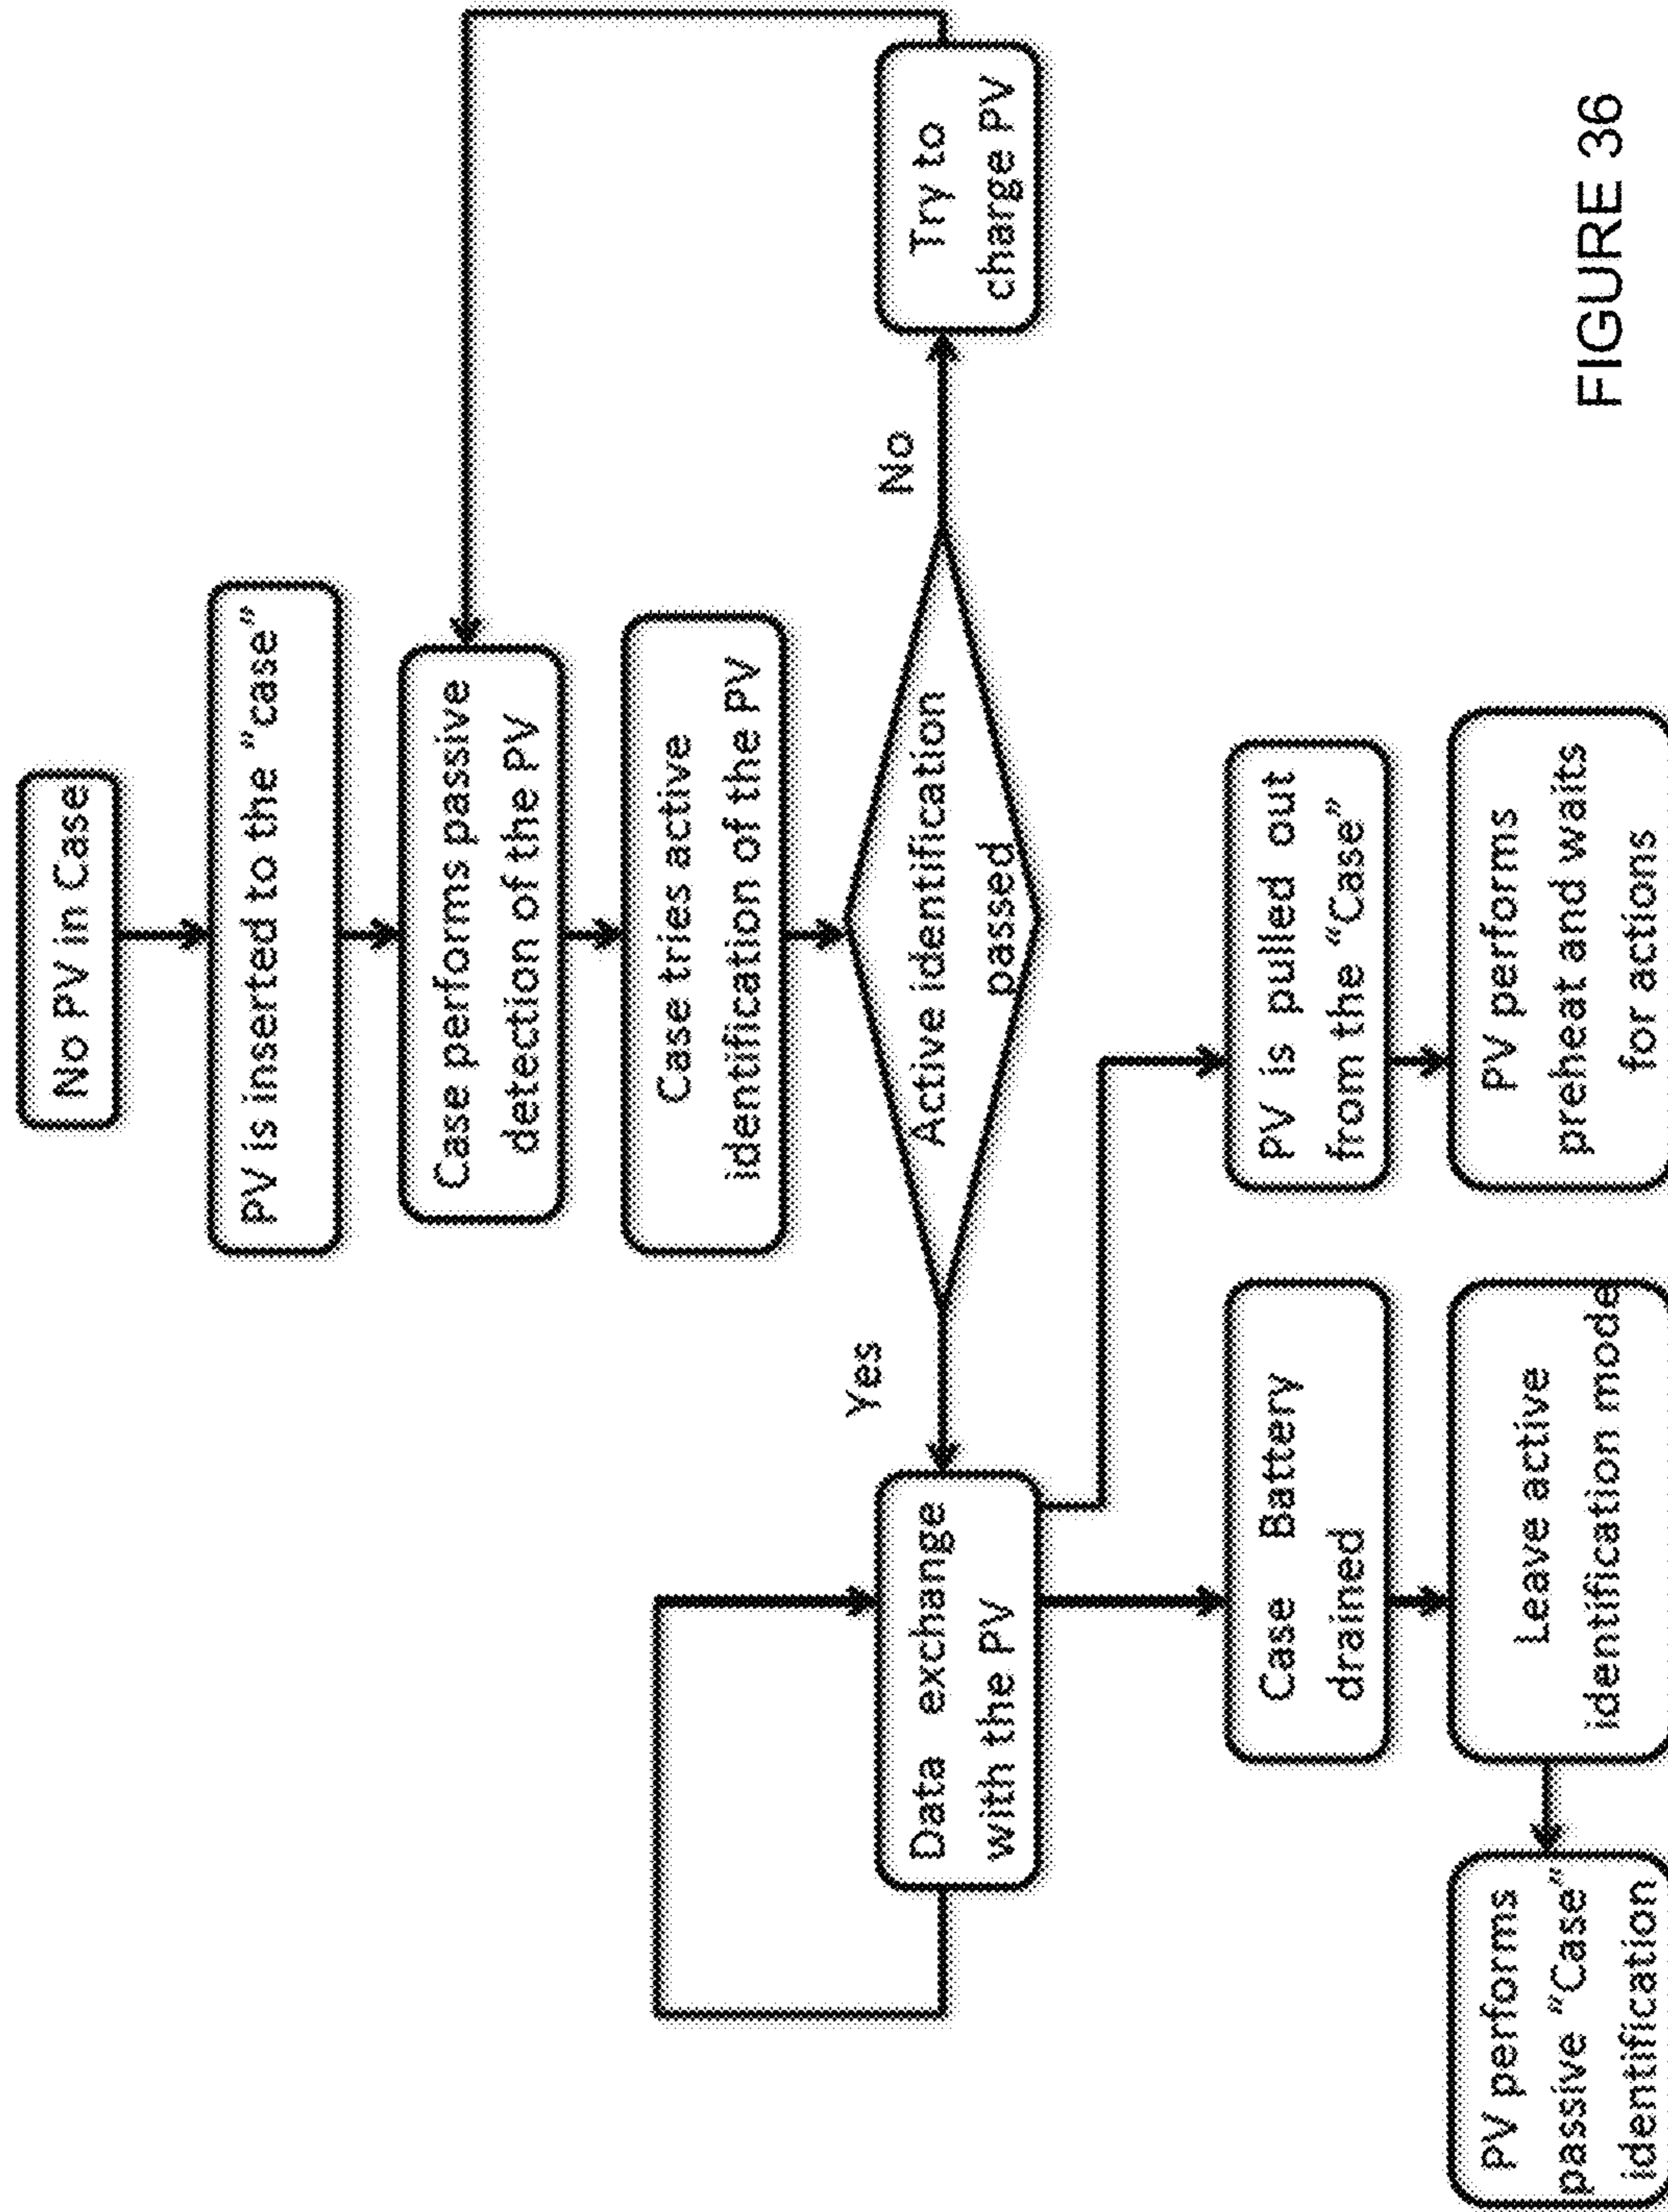 No PV in Case
PV is inserted to the “case”
Case performs passive
detection of the PV
Case tries active
identification of the PV
Active identification
passed
Yes
No
Data exchange
with the PV
Try to
charge PV
Case Battery
drained
PV is pulled out
from the “Case”
PV performs
passive “Case”
identification
Leave active
identification mode
PV performs
preheat and waits
for actions
FIGURE 36